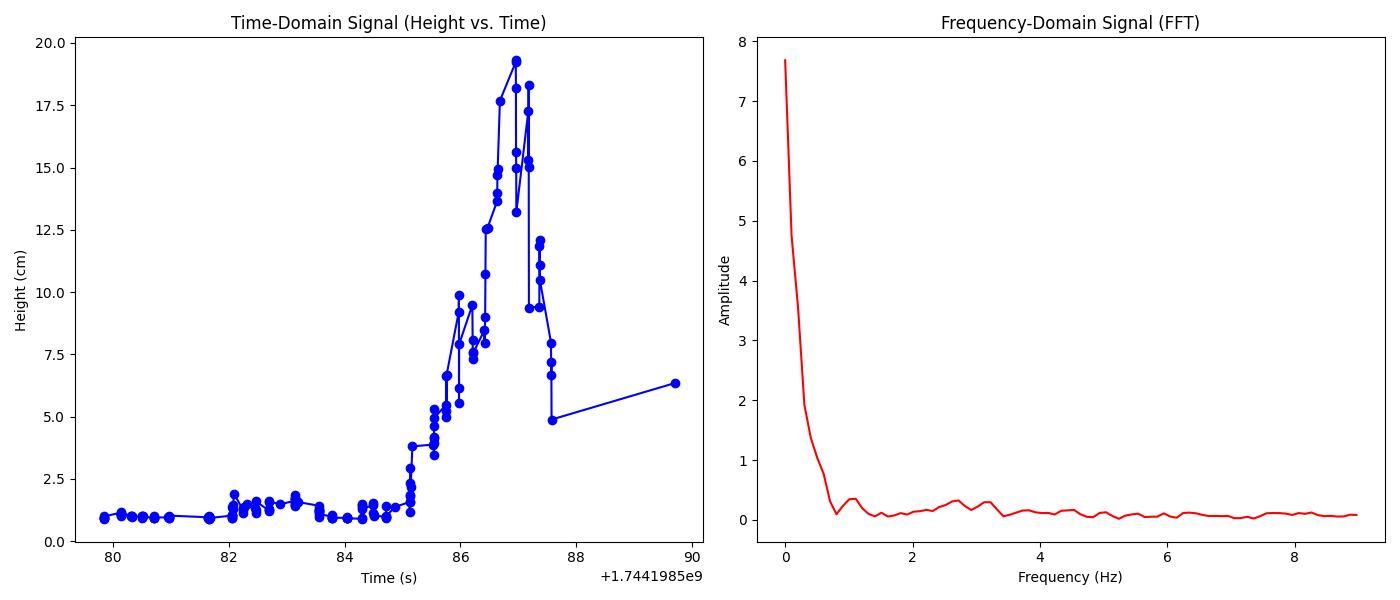 Time-Domain Signal (Height vs. Time)
Height (cm)
20.0
17.5
15.0
12.5
10.0
7.5
5.0
2.5
0.0
80 82 84 86 88 90
Time (s)
+1.7441985e9
Frequency-Domain Signal (FFT)
Amplitude
8
7
6
5
4
3
2
1
0
0 2 4 6 8
Frequency (Hz)